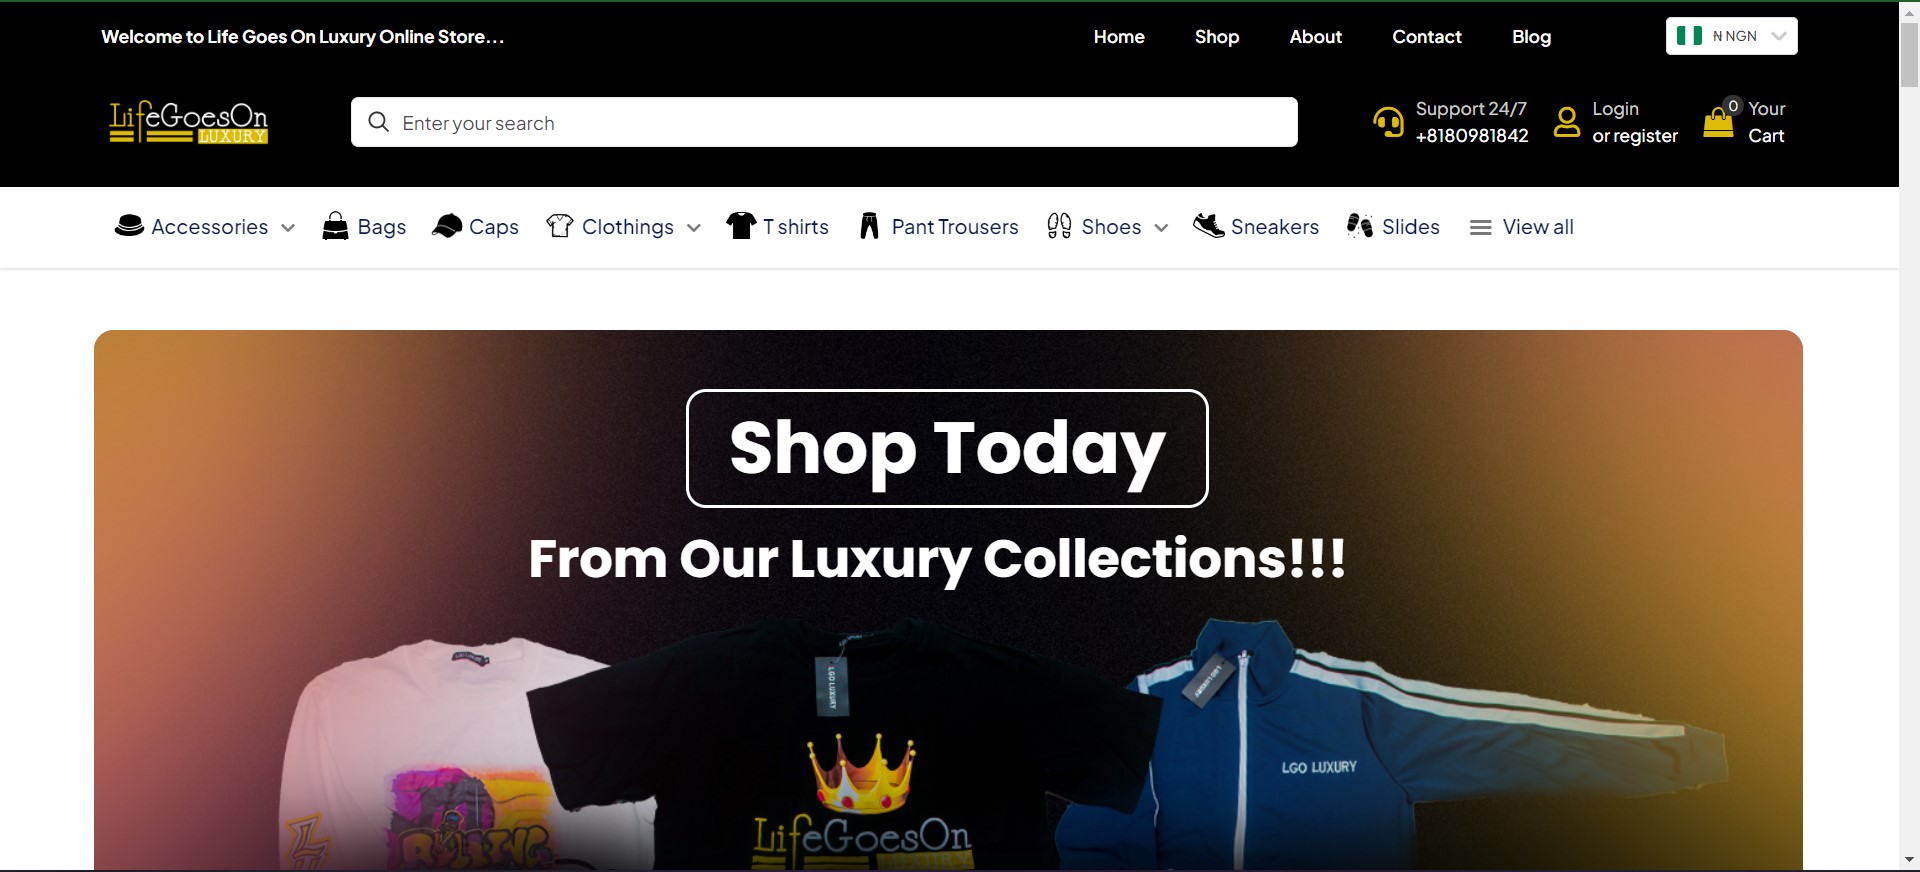 Welcome to Life Goes On Luxury Online Store...
Home Shop About Contact Blog
₦ NGN
LifeGoesOn
LUXURY
Enter your search
Support 24/7
+8180981842
Login
or register
0
Your
Cart
Accessories Bags Caps Clothings T shirts Pant Trousers Shoes Sneakers Slides View all
Shop Today
From Our Luxury Collections!!!
LGO LUXURY
LGO LUXURY
LGO LUXURY
LifeGoesOn
LUXURY